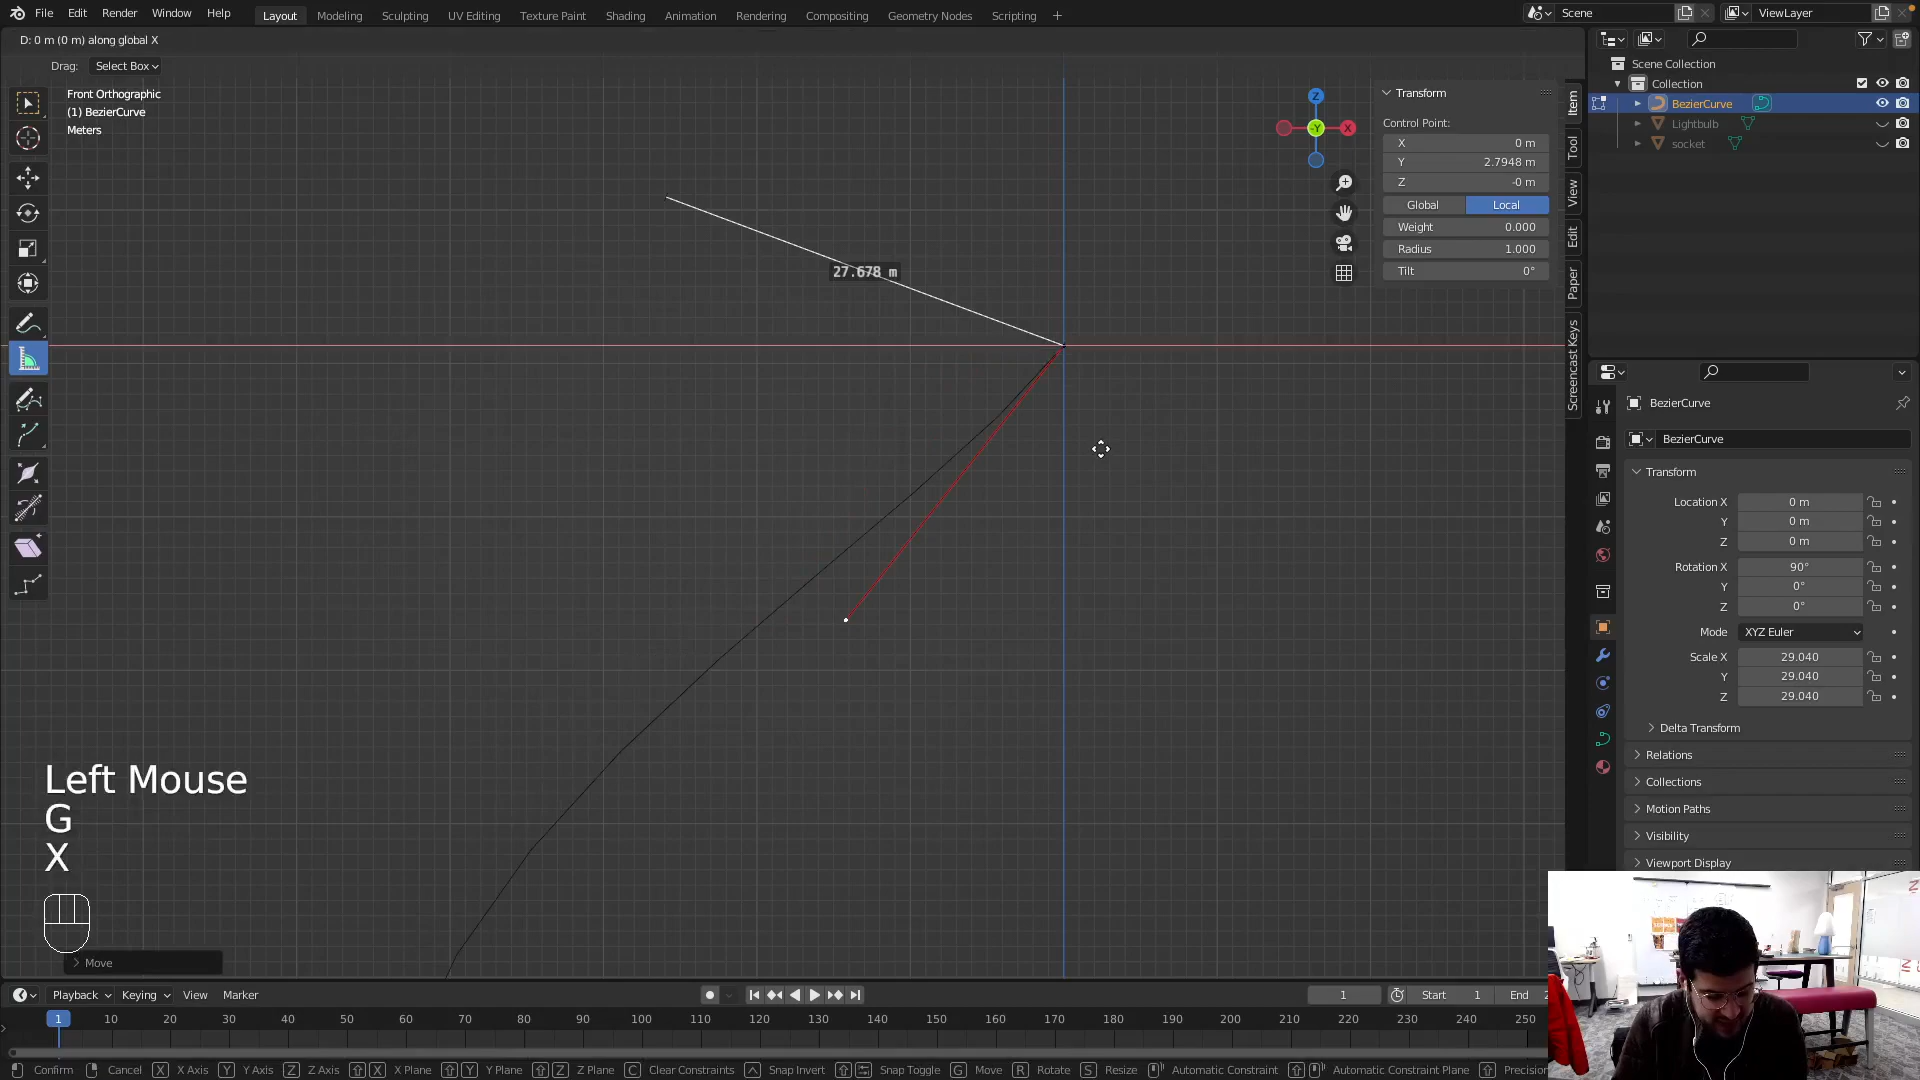 File Edit Render Window Help
Layout Modeling Sculpting UV Editing Texture Paint Shading Animation Rendering Compositing Geometry Nodes Scripting +
Scene
ViewLayer
D: 0 m (0 m) along global X
Drag: Select Box
Front Orthographic
(1) BezierCurve
Meters
27.678 m
Z
X
-Y
Transform
Control Point:
X 0 m
Y 2.7948 m
Z -0 m
Global Local
Weight 0.000
Radius 1.000
Tilt 0°
Item
Tool
View
Edit
Paper
Screencast Keys
Scene Collection
Collection
BezierCurve
Lightbulb
socket
BezierCurve
BezierCurve
Transform
Location X 0 m
Y 0 m
Z 0 m
Rotation X 90°
Y 0°
Z 0°
Mode XYZ Euler
Scale X 29.040
Y 29.040
Z 29.040
Delta Transform
Relations
Collections
Motion Paths
Visibility
Viewport Display
Left Mouse
G
X
Move
Playback Keying View Marker
1 Start 1 End 2
1 10 20 30 40 50 60 70 80 90 100 110 120 130 140 150 160 170 180 190 200 210 220 230 240 250
Confirm Cancel X X Axis Y Y Axis Z Z Axis X X Plane Y Y Plane Z Z Plane C Clear Constraints Snap Invert Snap Toggle G Move R Rotate S Resize Automatic Constraint Automatic Constraint Plane Precision